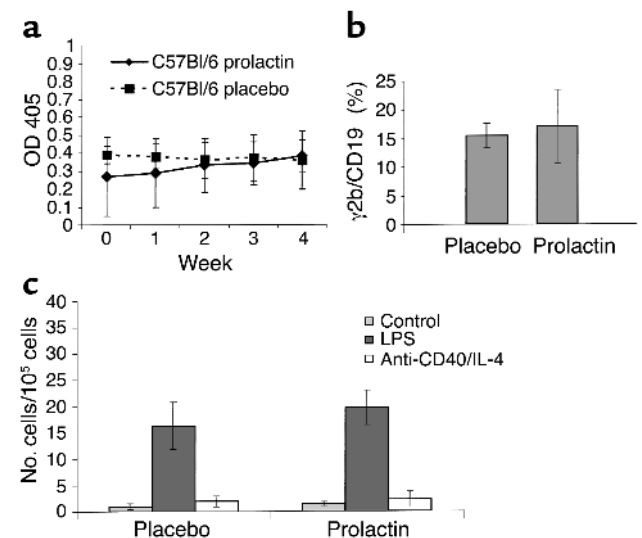 a
1
0.9
0.8
0.7
0.6
0.5
0.4
0.3
0.2
0.1
0
OD 405
C57Bl/6 prolactin
C57Bl/6 placebo
0 1 2 3 4
Week
b
25
20
15
10
5
0
γ2b/CD19 (%)
Placebo Prolactin
c
40
35
30
25
20
15
10
5
0
No. cells/10⁵ cells
Control
LPS
Anti-CD40/IL-4
Placebo Prolactin